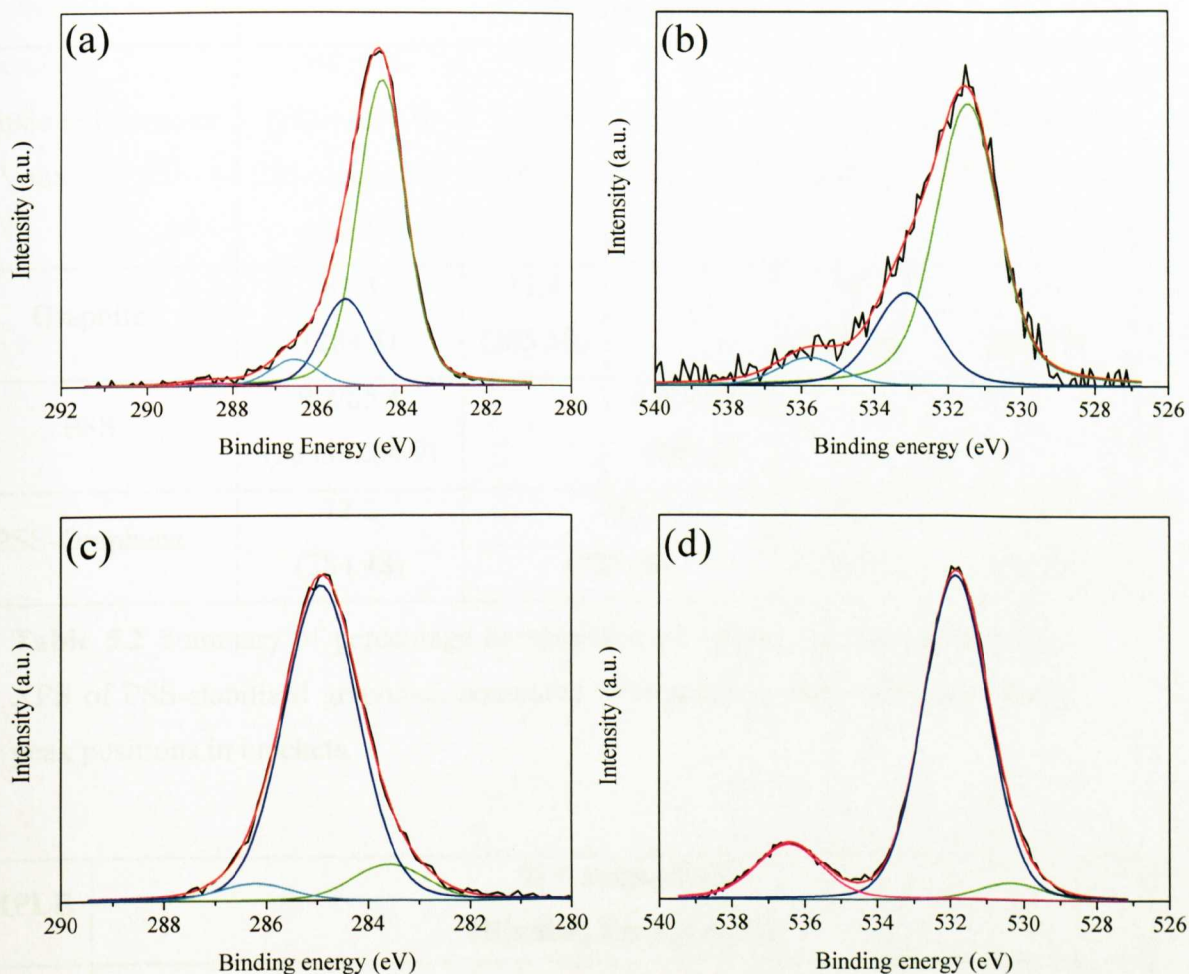 (a)
Intensity (a.u.)
292 290 288 286 284 282 280
Binding Energy (eV)
(b)
Intensity (a.u.)
540 538 536 534 532 530 528 526
Binding energy (eV)
(c)
Intensity (a.u.)
290 288 286 284 282 280
Binding energy (eV)
(d)
Intensity (a.u.)
540 538 536 534 532 530 528 526
Binding energy (eV)
Graphite
Table 5.2 Summary of percentage
of PSS-stabilised
peak positions in brackets